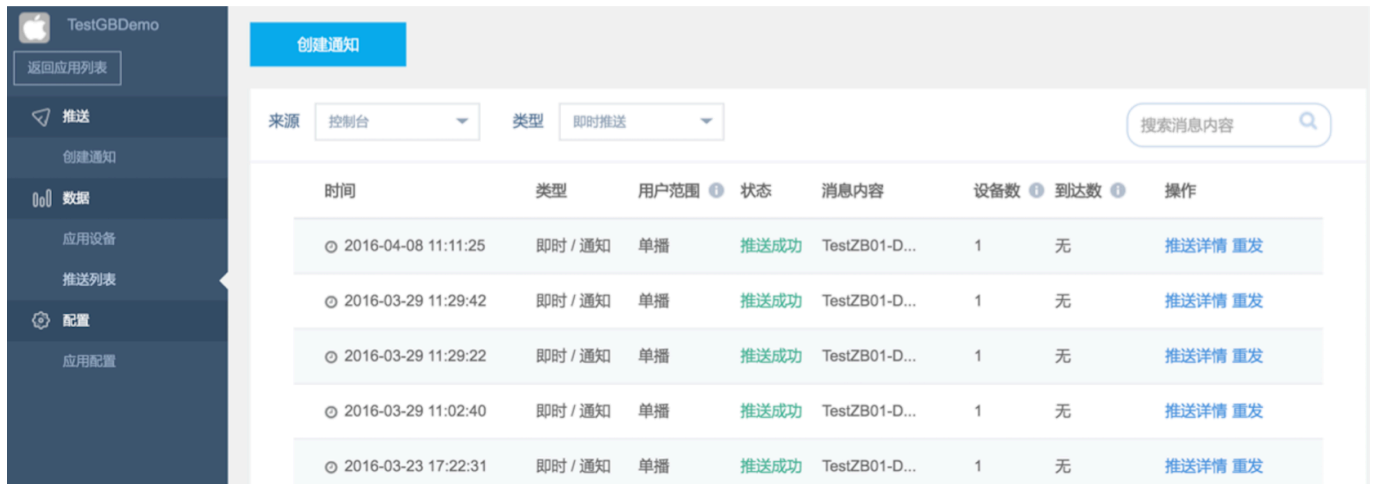 TestGBDemo
返回应用列表
推送
创建通知
数据
应用设备
推送列表
配置
应用配置
创建通知
来源 控制台 类型 即时推送 搜索消息内容
时间 类型 用户范围 状态 消息内容 设备数 到达数 操作
2016-04-08 11:11:25 即时 / 通知 单播 推送成功 TestZB01-D... 1 无 推送详情 重发
2016-03-29 11:29:42 即时 / 通知 单播 推送成功 TestZB01-D... 1 无 推送详情 重发
2016-03-29 11:29:22 即时 / 通知 单播 推送成功 TestZB01-D... 1 无 推送详情 重发
2016-03-29 11:02:40 即时 / 通知 单播 推送成功 TestZB01-D... 1 无 推送详情 重发
2016-03-23 17:22:31 即时 / 通知 单播 推送成功 TestZB01-D... 1 无 推送详情 重发